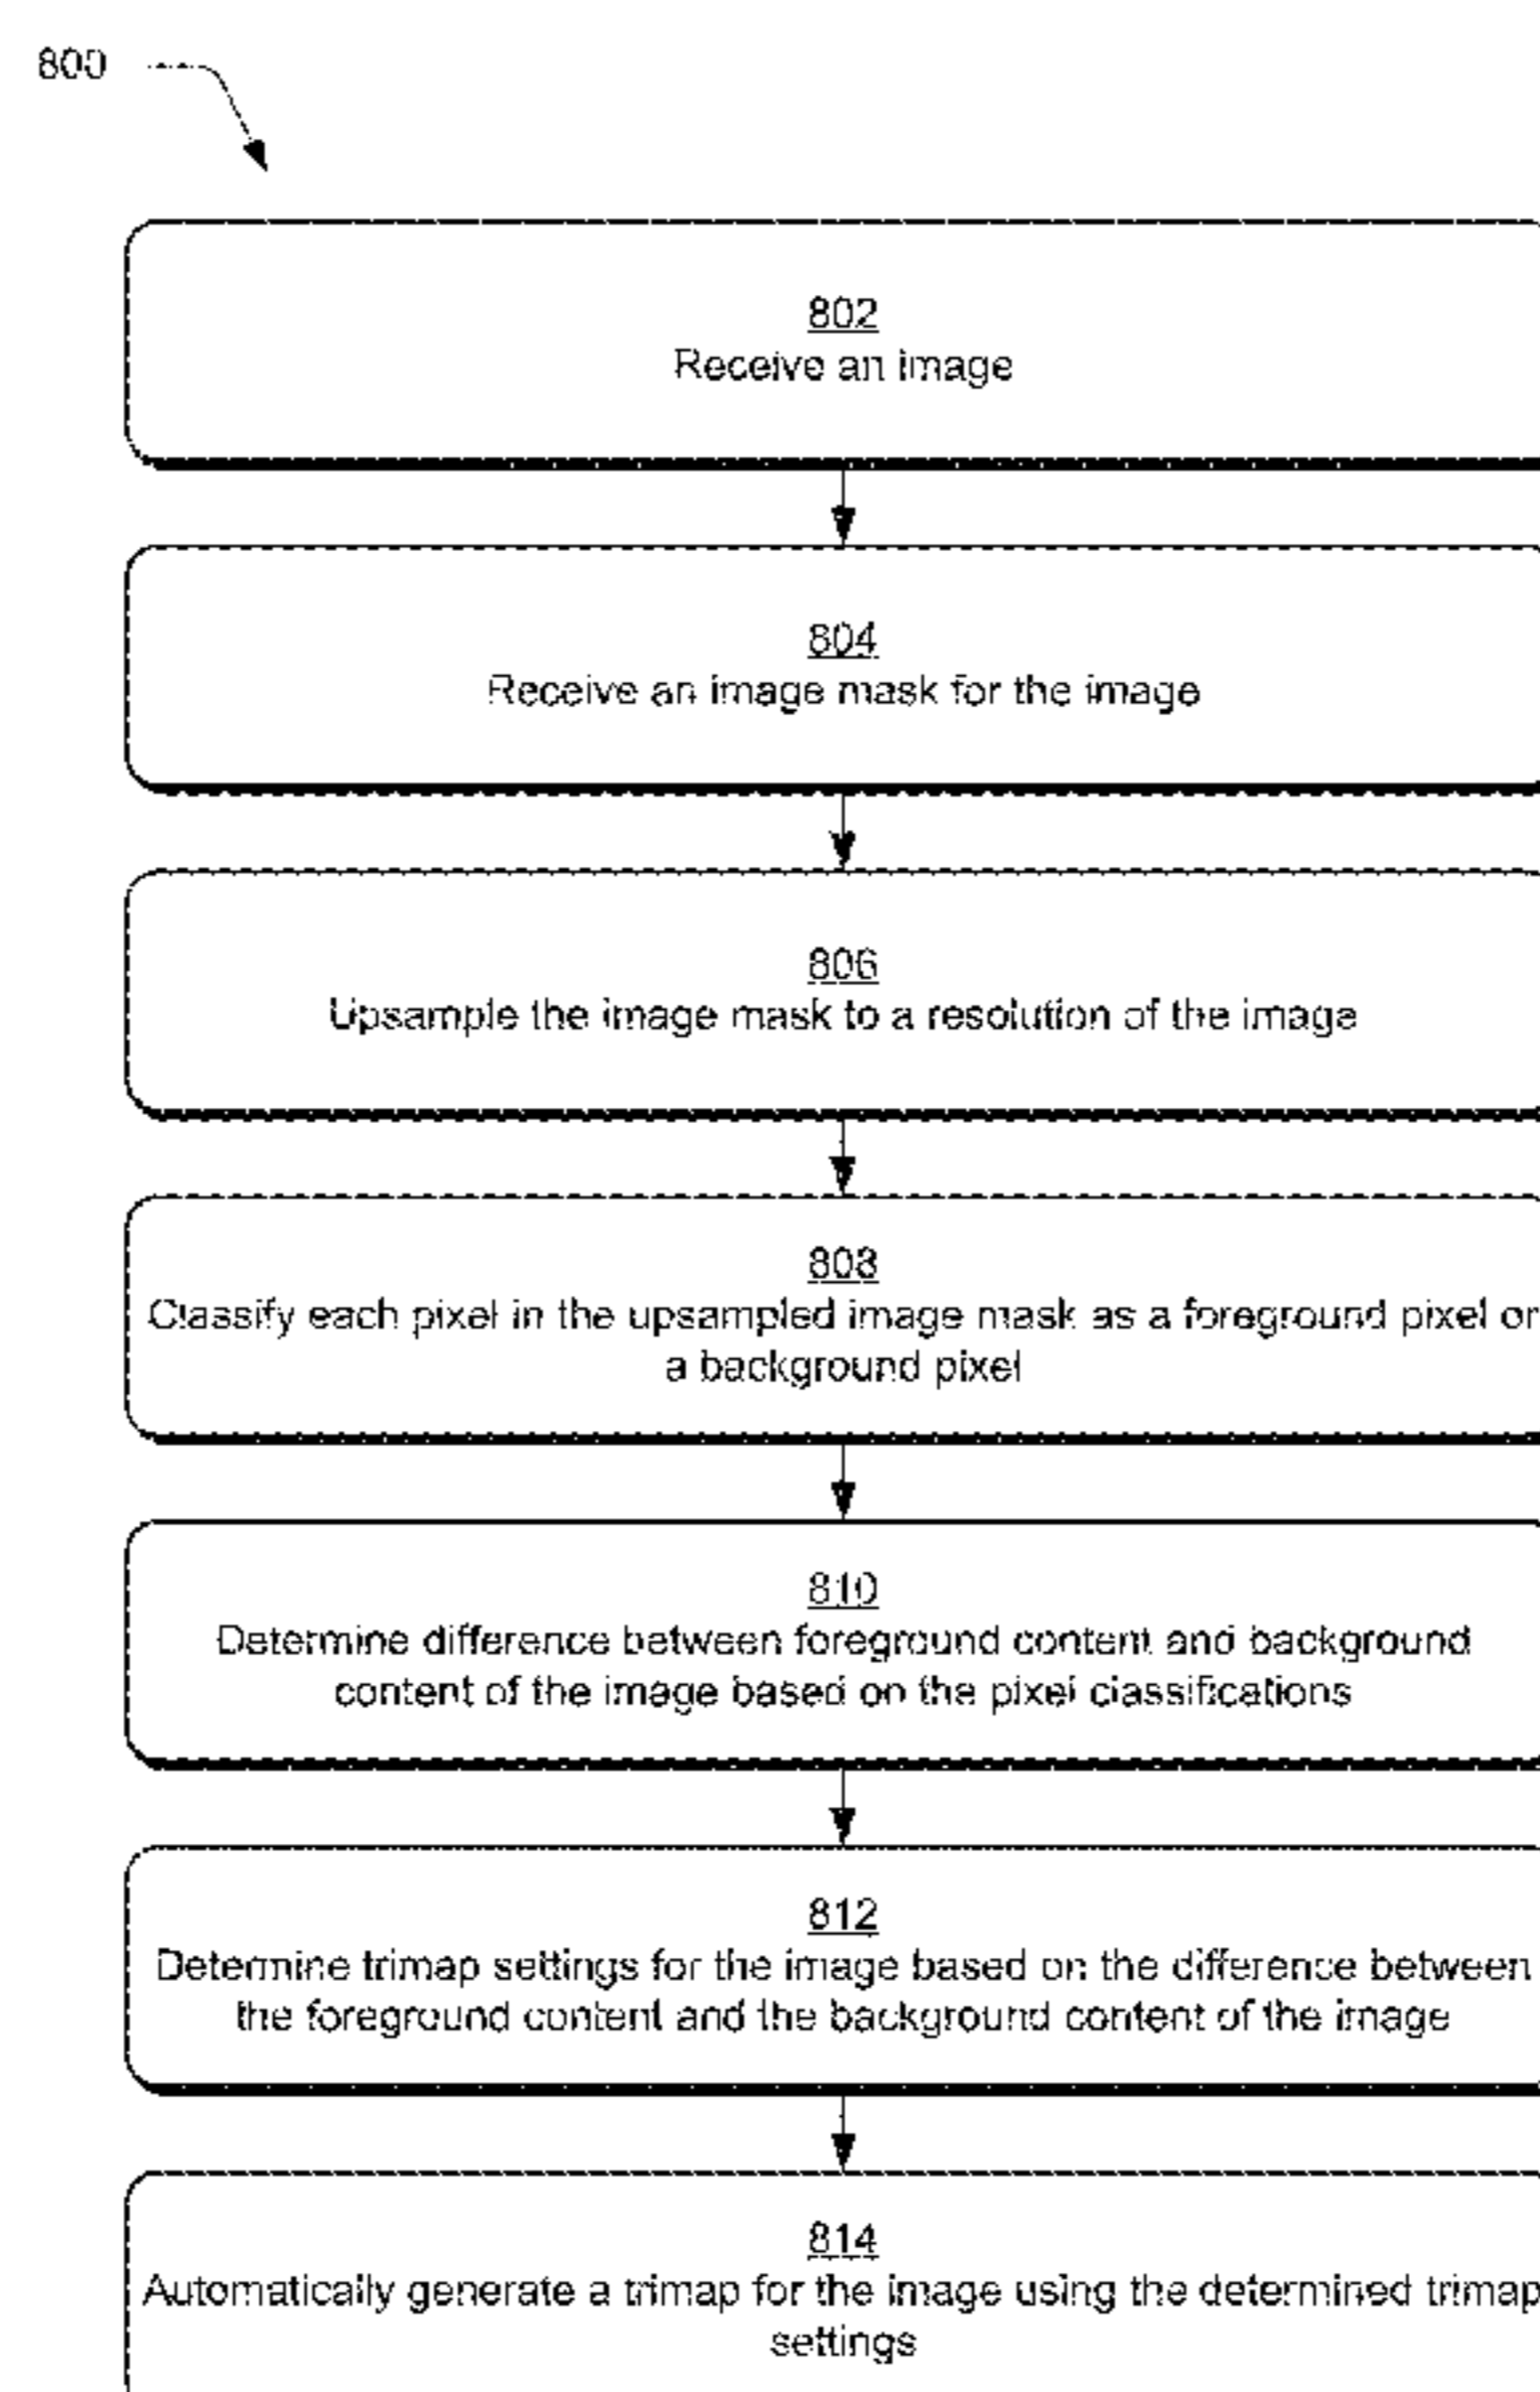 800
802
Receive an image
804
Receive an image mask for the image
806
Upsample the image mask to a resolution of the image
808
Classify each pixel in the upsampled image mask as a foreground pixel or
a background pixel
810
Determine difference between foreground content and background
content of the image based on the pixel classifications
812
Determine trimap settings for the image based on the difference between
the foreground content and the background content of the image
814
Automatically generate a trimap for the image using the determined trimap
settings